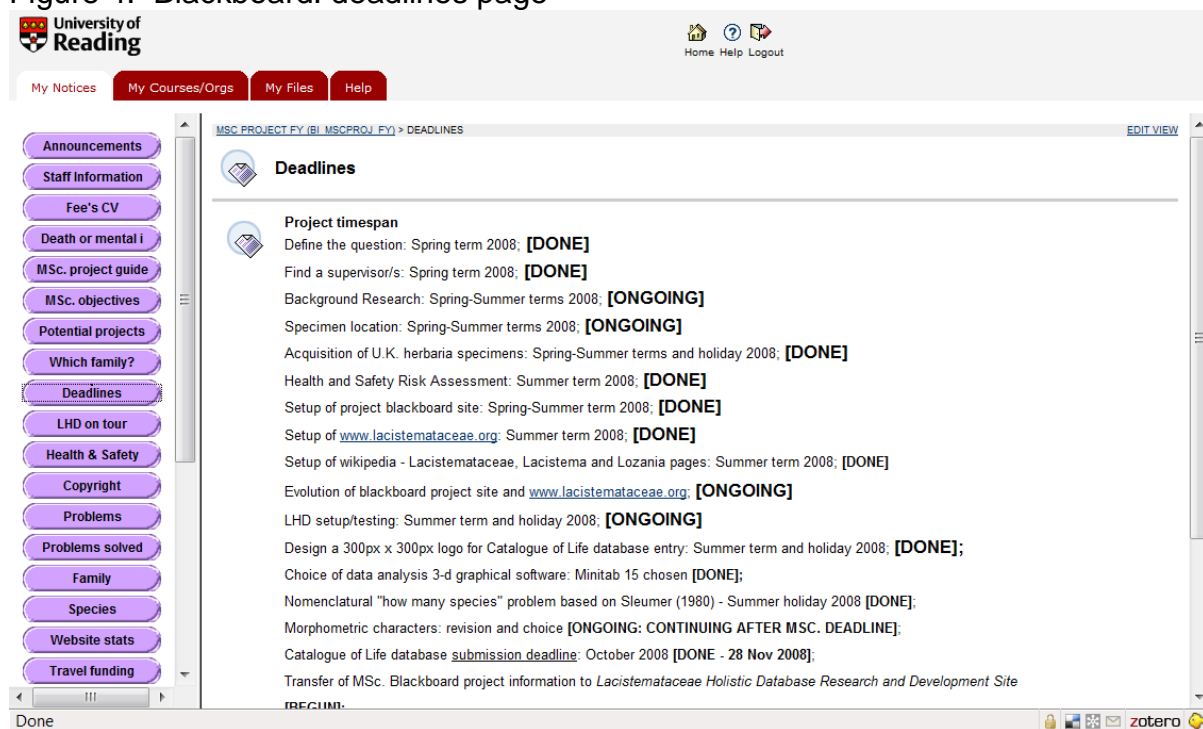 Figure 4: Blackboard: deadlines page
University of
Reading
Home Help Logout
My Notices My Courses/Orgs My Files Help
MSC PROJECT FY (BI_MSCPROJ_FY) > DEADLINES EDIT VIEW
Announcements
Staff Information
Fee's CV
Death or mental i
MSc. project guide
MSc. objectives
Potential projects
Which family?
Deadlines
LHD on tour
Health & Safety
Copyright
Problems
Problems solved
Family
Species
Website stats
Travel funding
Deadlines
Project timespan
Define the question: Spring term 2008; [DONE]
Find a supervisor/s: Spring term 2008; [DONE]
Background Research: Spring-Summer terms 2008; [ONGOING]
Specimen location: Spring-Summer terms 2008; [ONGOING]
Acquisition of U.K. herbaria specimens: Spring-Summer terms and holiday 2008; [DONE]
Health and Safety Risk Assessment: Summer term 2008; [DONE]
Setup of project blackboard site: Spring-Summer term 2008; [DONE]
Setup of www.lacistemataceae.org: Summer term 2008; [DONE]
Setup of wikipedia - Lacistemataceae, Lacistema and Lozania pages: Summer term 2008; [DONE]
Evolution of blackboard project site and www.lacistemataceae.org; [ONGOING]
LHD setup/testing: Summer term and holiday 2008; [ONGOING]
Design a 300px x 300px logo for Catalogue of Life database entry: Summer term and holiday 2008; [DONE];
Choice of data analysis 3-d graphical software: Minitab 15 chosen [DONE];
Nomenclatural "how many species" problem based on Sleumer (1980) - Summer holiday 2008 [DONE];
Morphometric characters: revision and choice [ONGOING: CONTINUING AFTER MSC. DEADLINE];
Catalogue of Life database submission deadline: October 2008 [DONE - 28 Nov 2008];
Transfer of MSc. Blackboard project information to Lacistemataceae Holistic Database Research and Development Site
[BEGUN];
Done zotero